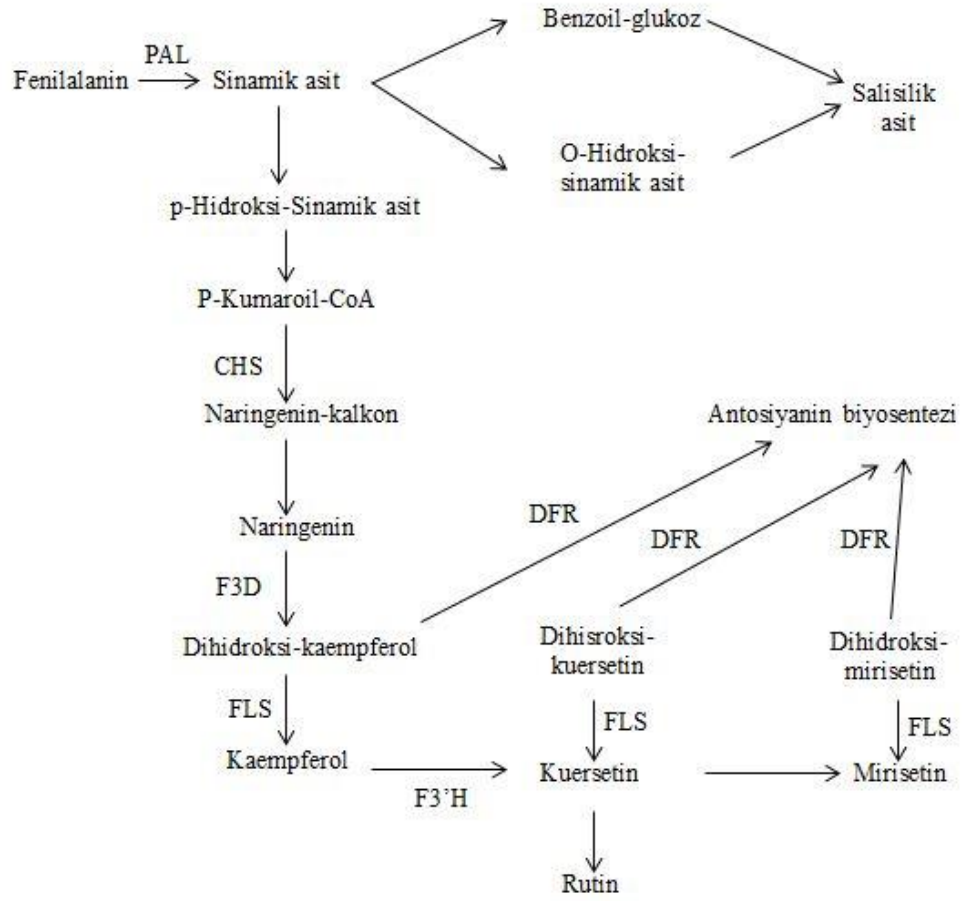 Benzoil-glukoz
PAL
Fenilalanin
Sinamik asit
Salisilik
asit
O-Hidroksi-
sinamik asit
p-Hidroksi-Sinamik asit
P-Kumaroil-CoA
CHS
Naringenin-kalkon
Antosiyanin biyosentezi
Naringenin
DFR
DFR
DFR
F3D
Dihidroksi-kaempferol
Dihisroksi-
kuersetin
Dihidroksi-
mirisetin
FLS
FLS
FLS
Kaempferol
Kuersetin
Mirisetin
F3’H
Rutin